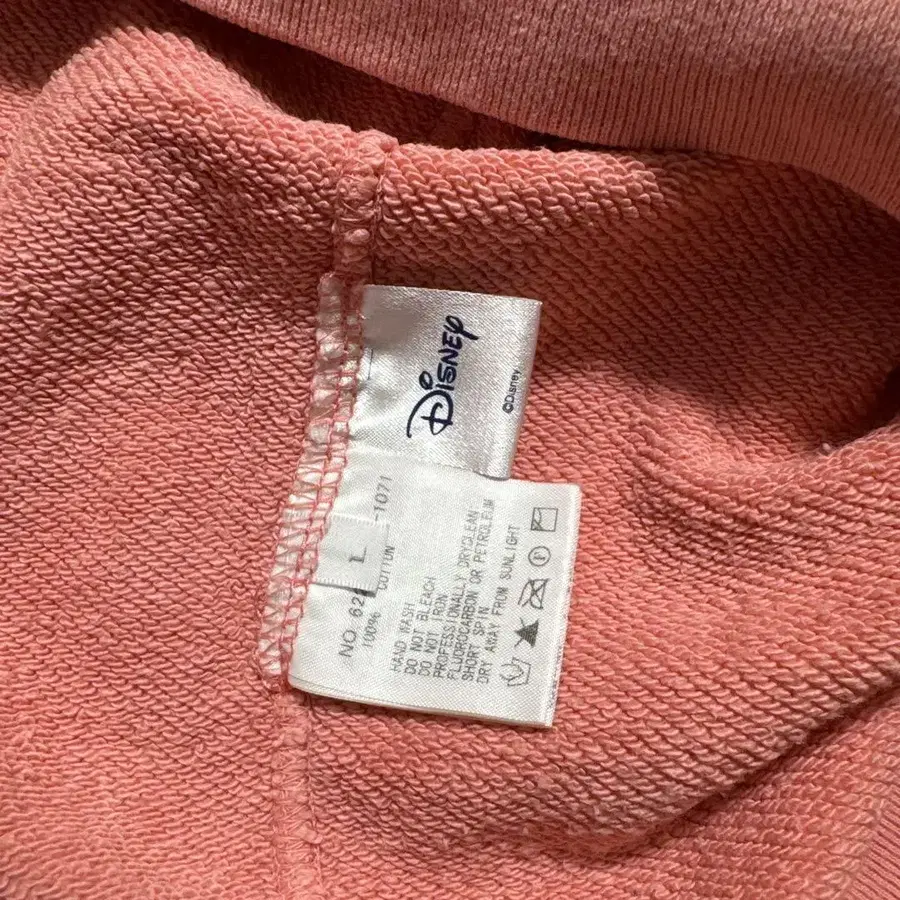 Disney
©Disney
L
NO. 62 -1071
100% COTTON
HAND WASH
DO NOT BLEACH
DO NOT IRON
PROFESSIONALLY DRYCLEAN
FLUOROCARBON OR PETROLEUM
SHORT SPIN
DRY AWAY FROM SUNLIGHT
P